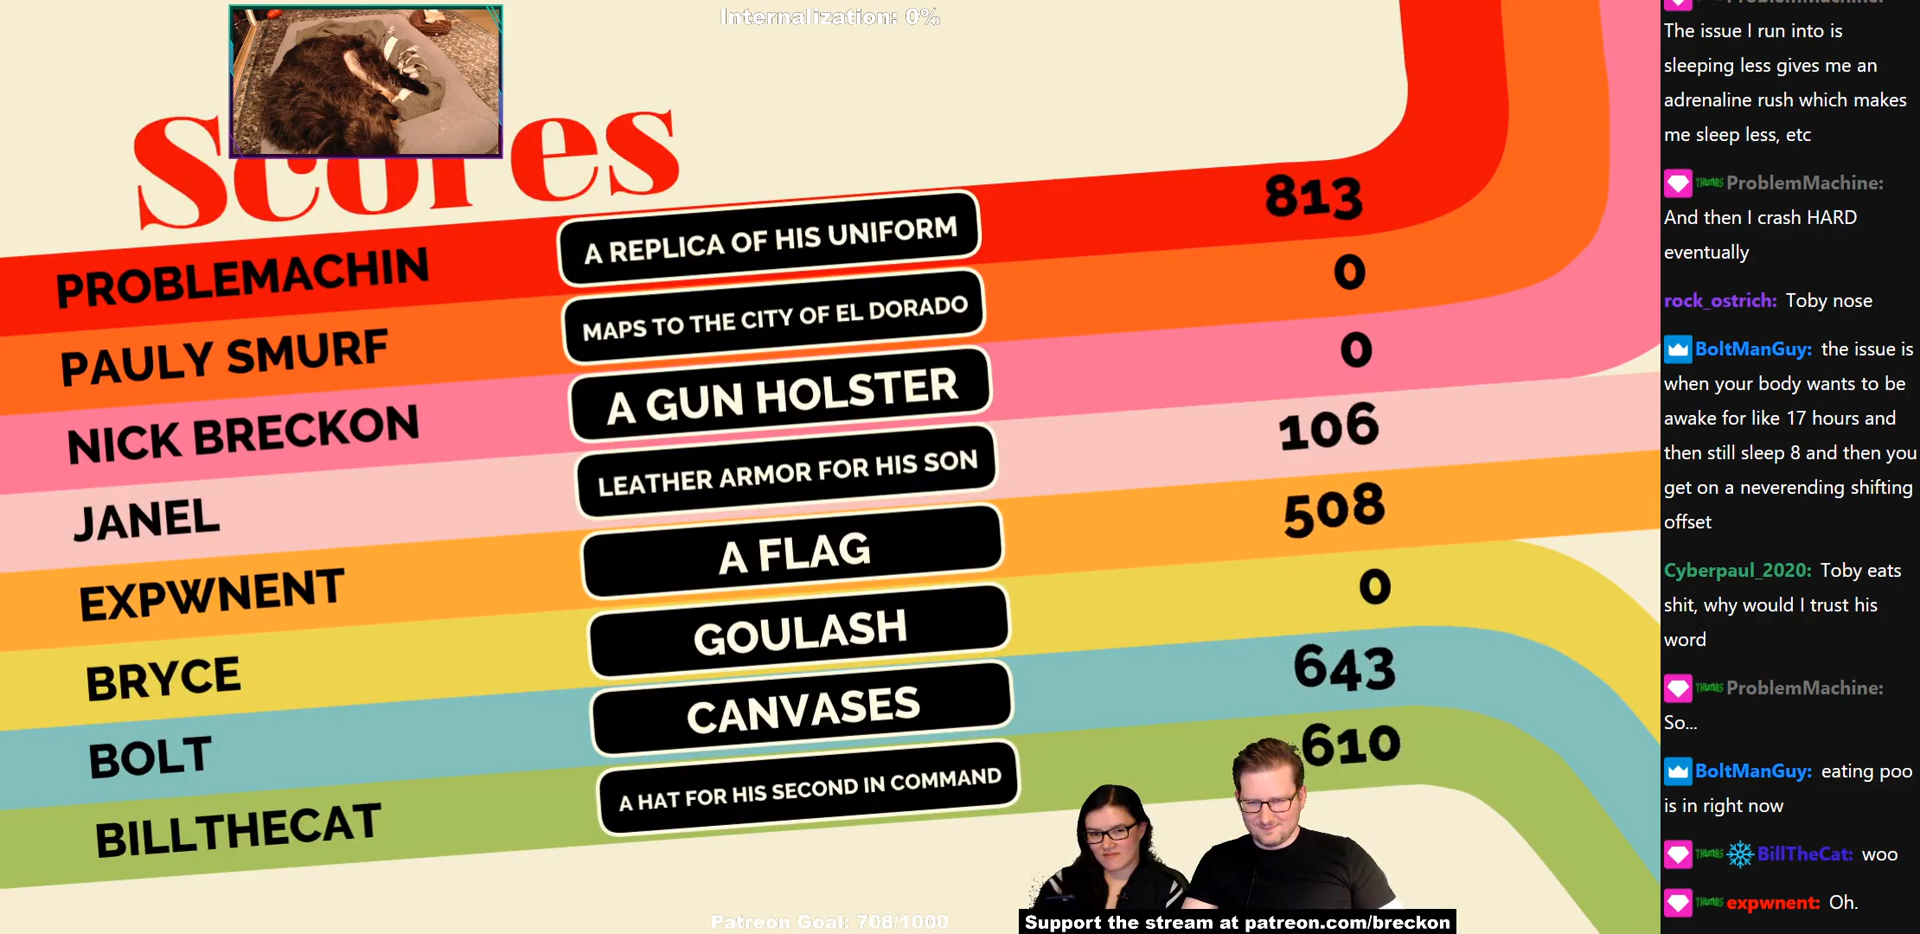 Internalization: 0%
Scores
PROBLEMACHIN
A REPLICA OF HIS UNIFORM
813
PAULY SMURF
MAPS TO THE CITY OF EL DORADO
0
NICK BRECKON
A GUN HOLSTER
0
JANEL
LEATHER ARMOR FOR HIS SON
106
EXPWNENT
A FLAG
508
BRYCE
GOULASH
0
BOLT
CANVASES
643
BILLTHECAT
A HAT FOR HIS SECOND IN COMMAND
610
Patreon Goal: 708/1000
Support the stream at patreon.com/breckon
ProblemMachine:
The issue I run into is
sleeping less gives me an
adrenaline rush which makes
me sleep less, etc
THUMBS ProblemMachine:
And then I crash HARD
eventually
rock_ostrich: Toby nose
BoltManGuy: the issue is
when your body wants to be
awake for like 17 hours and
then still sleep 8 and then you
get on a neverending shifting
offset
Cyberpaul_2020: Toby eats
shit, why would I trust his
word
THUMBS ProblemMachine:
So...
BoltManGuy: eating poo
is in right now
THUMBS BillTheCat: woo
THUMBS expwnent: Oh.